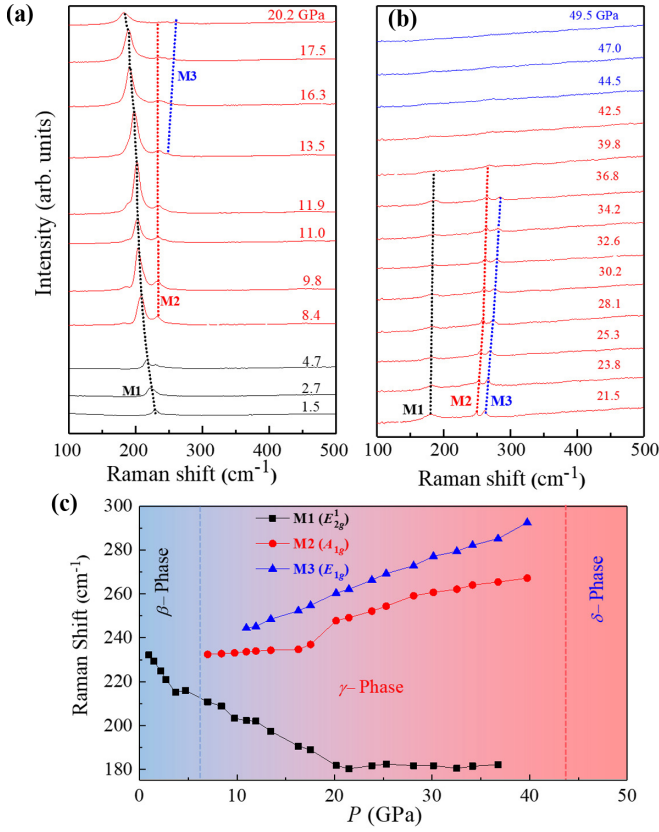 (a)
20.2 GPa
17.5
M3
16.3
13.5
11.9
11.0
9.8
M2
8.4
4.7
M1
2.7
1.5
Intensity (arb. units)
100 200 300 400 500
Raman shift (cm⁻¹)
(b)
49.5 GPa
47.0
44.5
42.5
39.8
36.8
34.2
32.6
30.2
28.1
25.3
23.8
M1 M2 M3 21.5
100 200 300 400 500
Raman shift (cm⁻¹)
(c)
300
280
260
240
220
200
180
Raman Shift (cm⁻¹)
M1 (E¹₂g)
M2 (A₁g)
M3 (E₁g)
β– Phase
γ– Phase
δ– Phase
0 10 20 30 40 50
P (GPa)